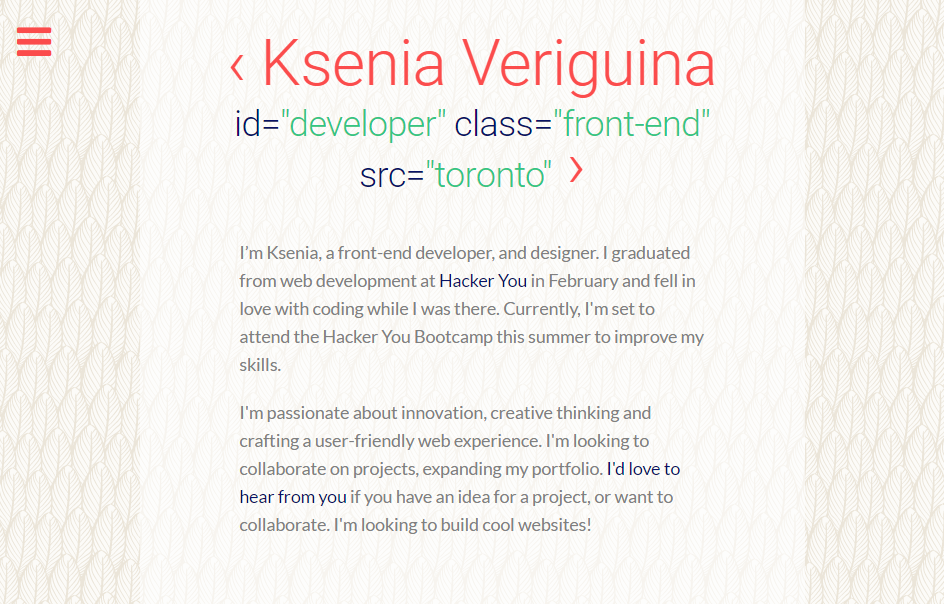 ‹ Ksenia Veriguina
id="developer" class="front-end"
src="toronto" ›
I’m Ksenia, a front-end developer, and designer. I graduated
from web development at Hacker You in February and fell in
love with coding while I was there. Currently, I'm set to
attend the Hacker You Bootcamp this summer to improve my
skills.
I'm passionate about innovation, creative thinking and
crafting a user-friendly web experience. I'm looking to
collaborate on projects, expanding my portfolio. I'd love to
hear from you if you have an idea for a project, or want to
collaborate. I'm looking to build cool websites!